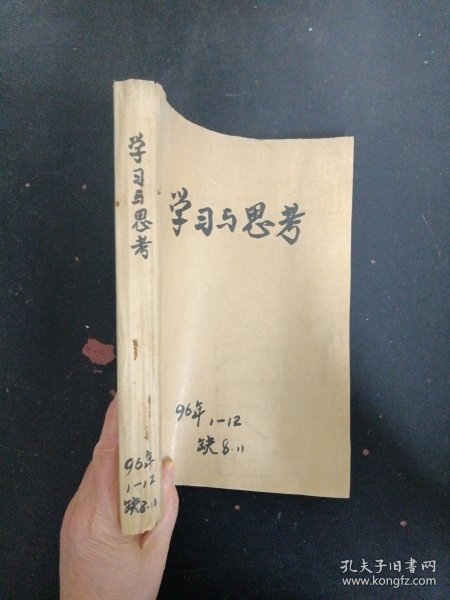 学习与思考
96年
1-12
缺8.11
学习与思考
96年 1-12
缺8.11
孔夫子旧书网
www.kongfz.com